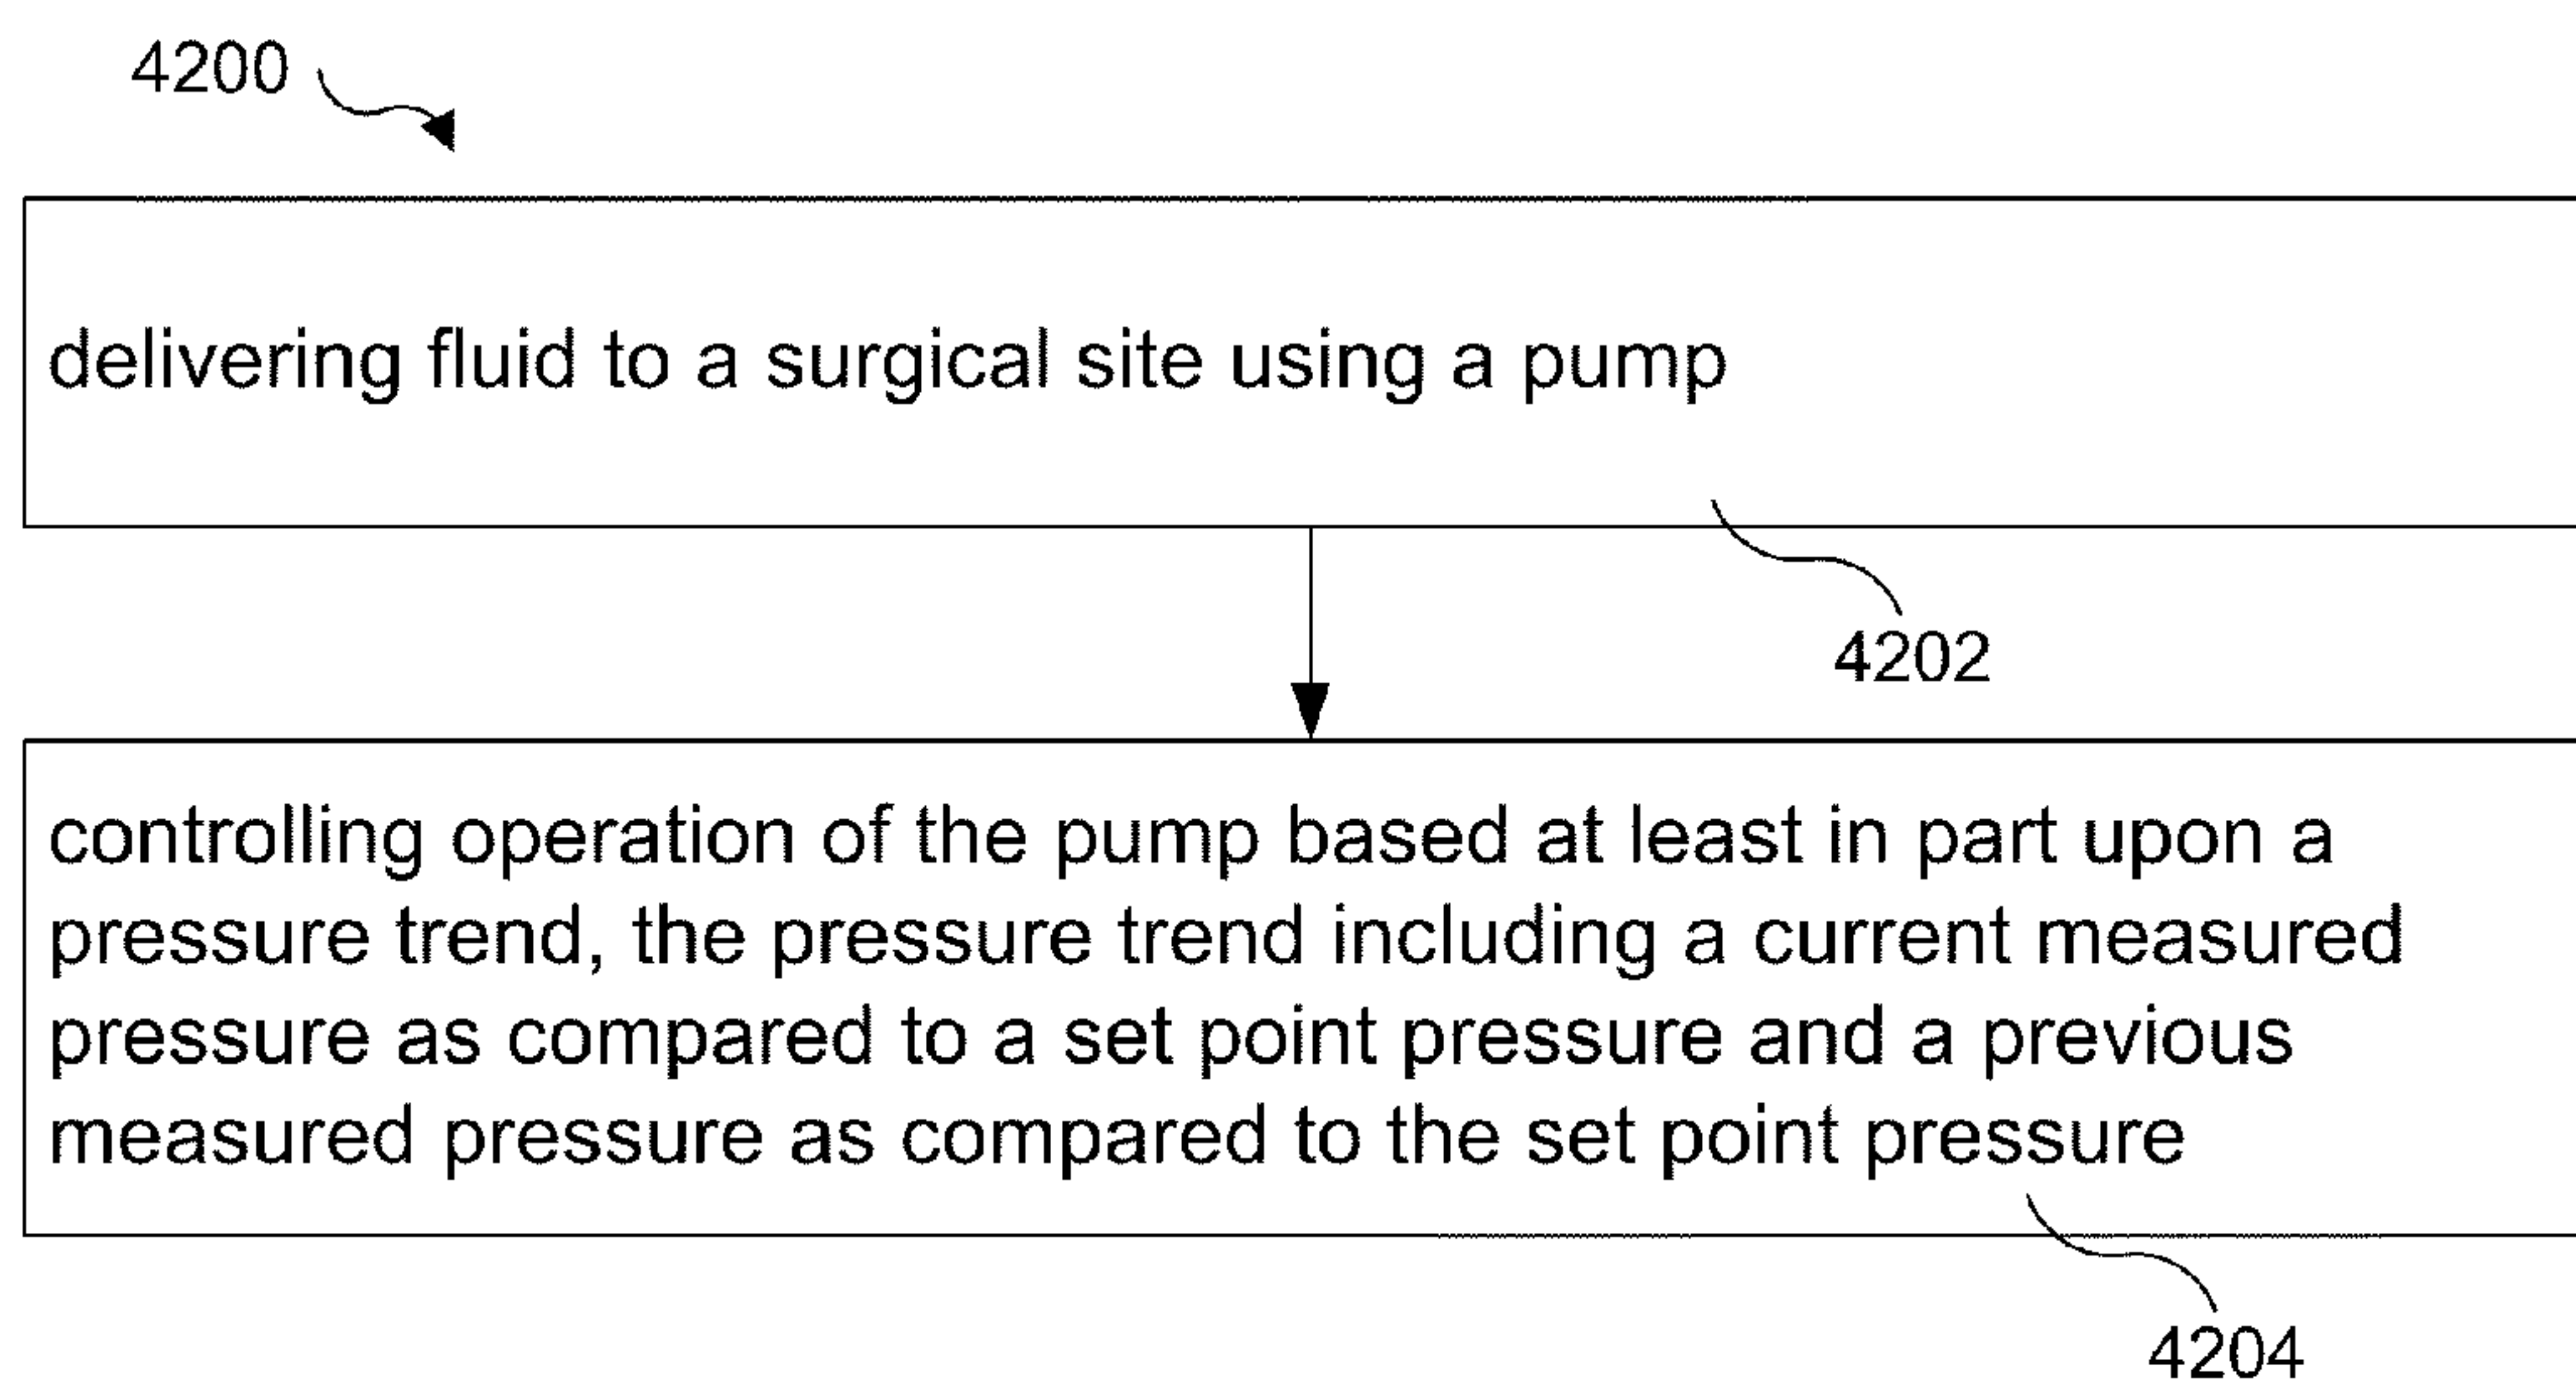 4200
delivering fluid to a surgical site using a pump
4202
controlling operation of the pump based at least in part upon a
pressure trend, the pressure trend including a current measured
pressure as compared to a set point pressure and a previous
measured pressure as compared to the set point pressure
4204